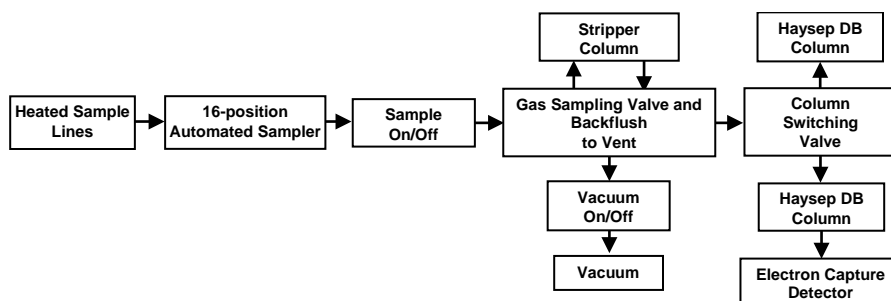 Stripper
Column
Haysep DB
Column
Heated Sample
Lines
16-position
Automated Sampler
Sample
On/Off
Gas Sampling Valve and
Backflush
to Vent
Column
Switching
Valve
Vacuum
On/Off
Haysep DB
Column
Vacuum
Electron Capture
Detector